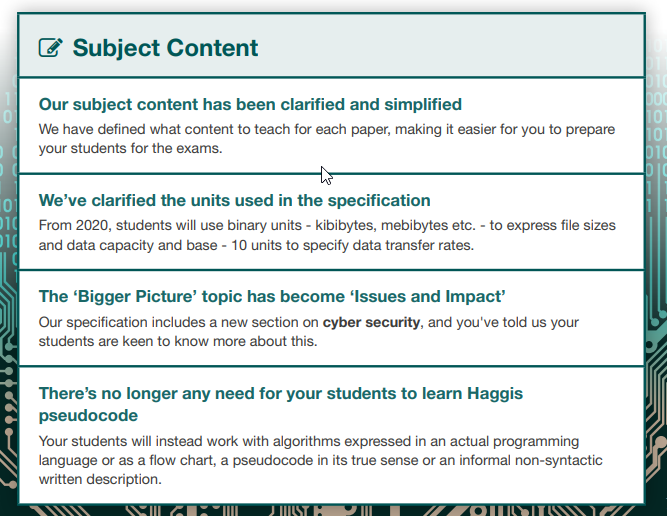 Subject Content
Our subject content has been clarified and simplified
We have defined what content to teach for each paper, making it easier for you to prepare
your students for the exams.
We've clarified the units used in the specification
From 2020, students will use binary units - kibibytes, mebibytes etc. - to express file sizes
and data capacity and base - 10 units to specify data transfer rates.
The ‘Bigger Picture’ topic has become ‘Issues and Impact’
Our specification includes a new section on cyber security, and you've told us your
students are keen to know more about this.
There's no longer any need for your students to learn Haggis
pseudocode
Your students will instead work with algorithms expressed in an actual programming
language or as a flow chart, a pseudocode in its true sense or an informal non-syntactic
written description.